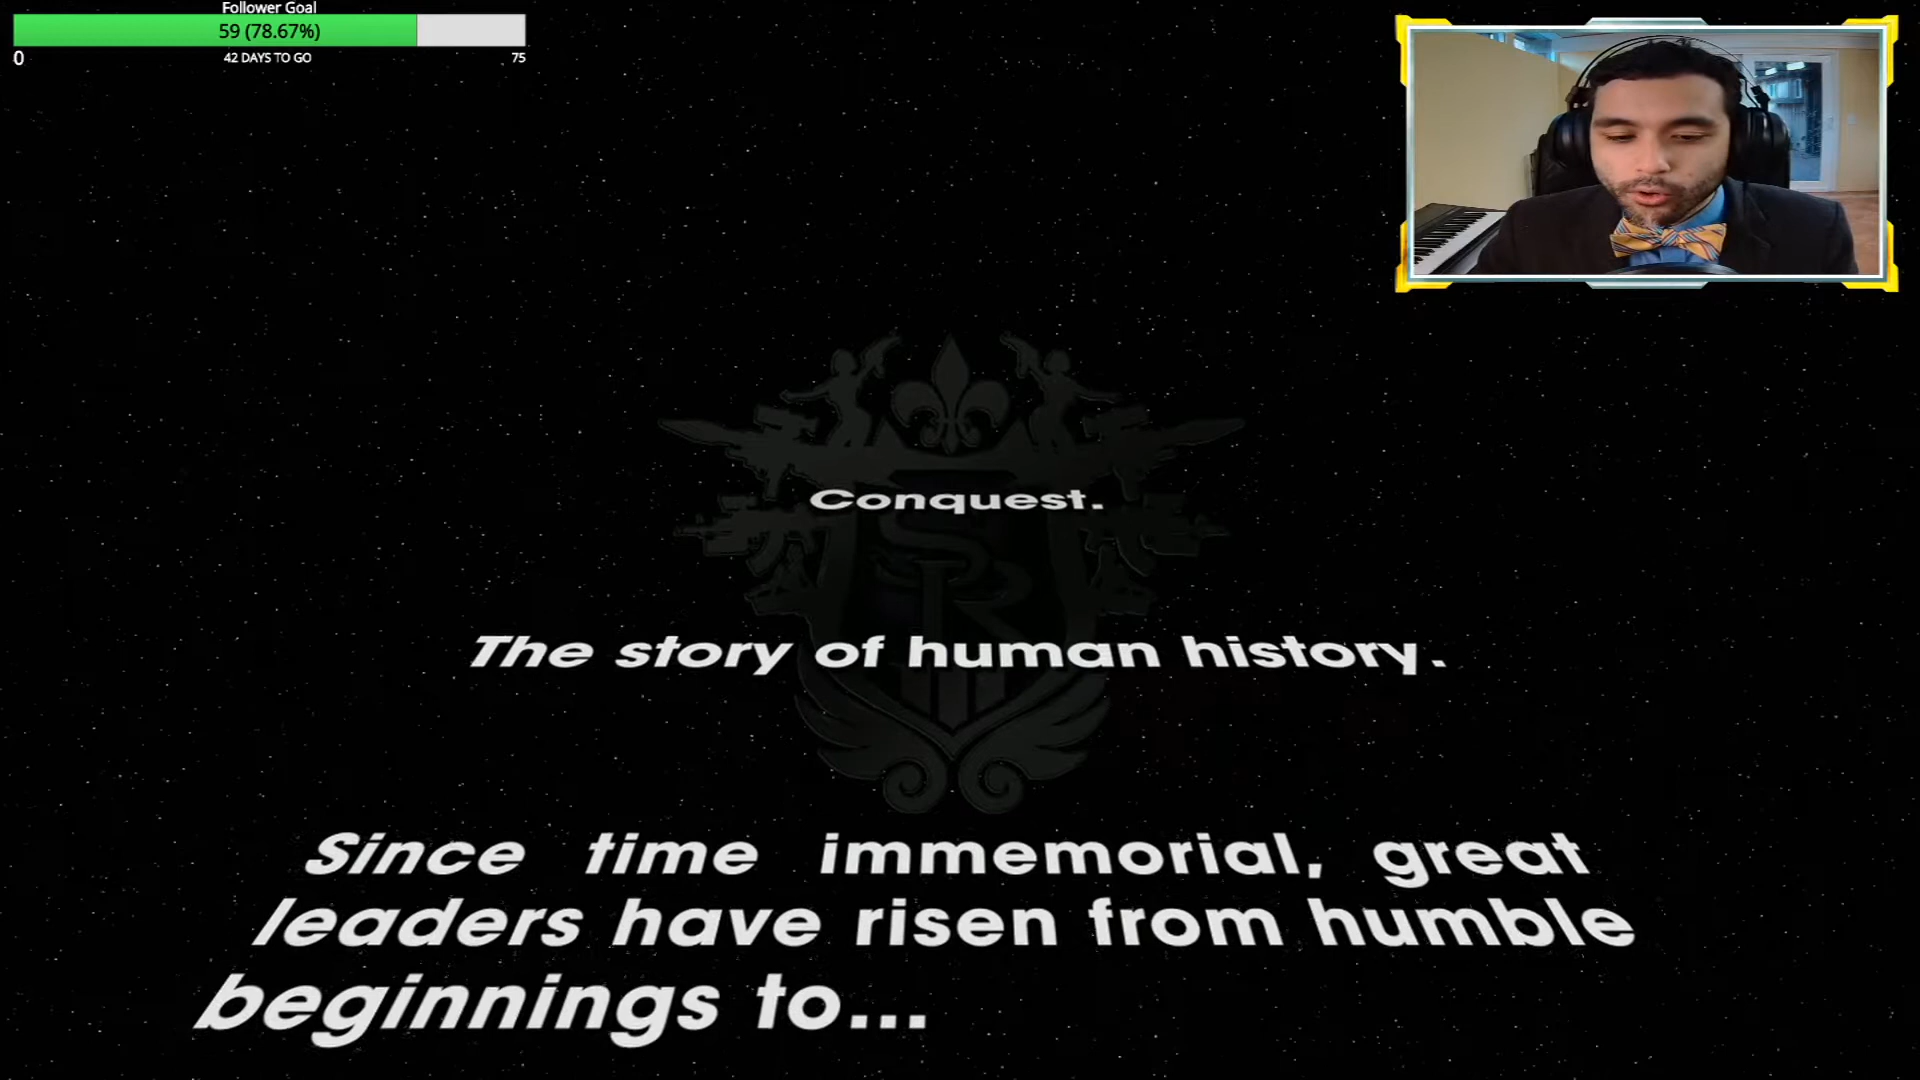 Follower Goal
59 (78.67%)
0 42 DAYS TO GO 75
Conquest.
SR
The story of human history.
Since time immemorial, great
leaders have risen from humble
beginnings to...